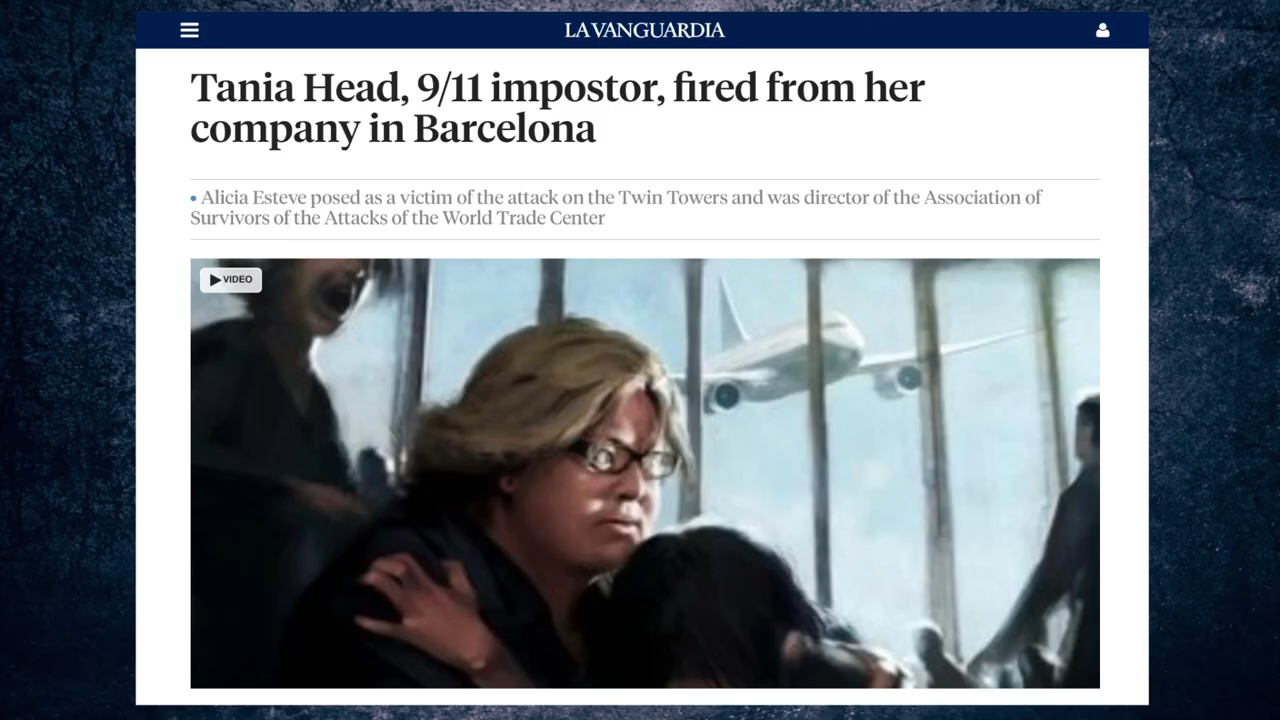 LA VANGUARDIA
Tania Head, 9/11 impostor, fired from her
company in Barcelona
• Alicia Esteve posed as a victim of the attack on the Twin Towers and was director of the Association of
Survivors of the Attacks of the World Trade Center
VIDEO